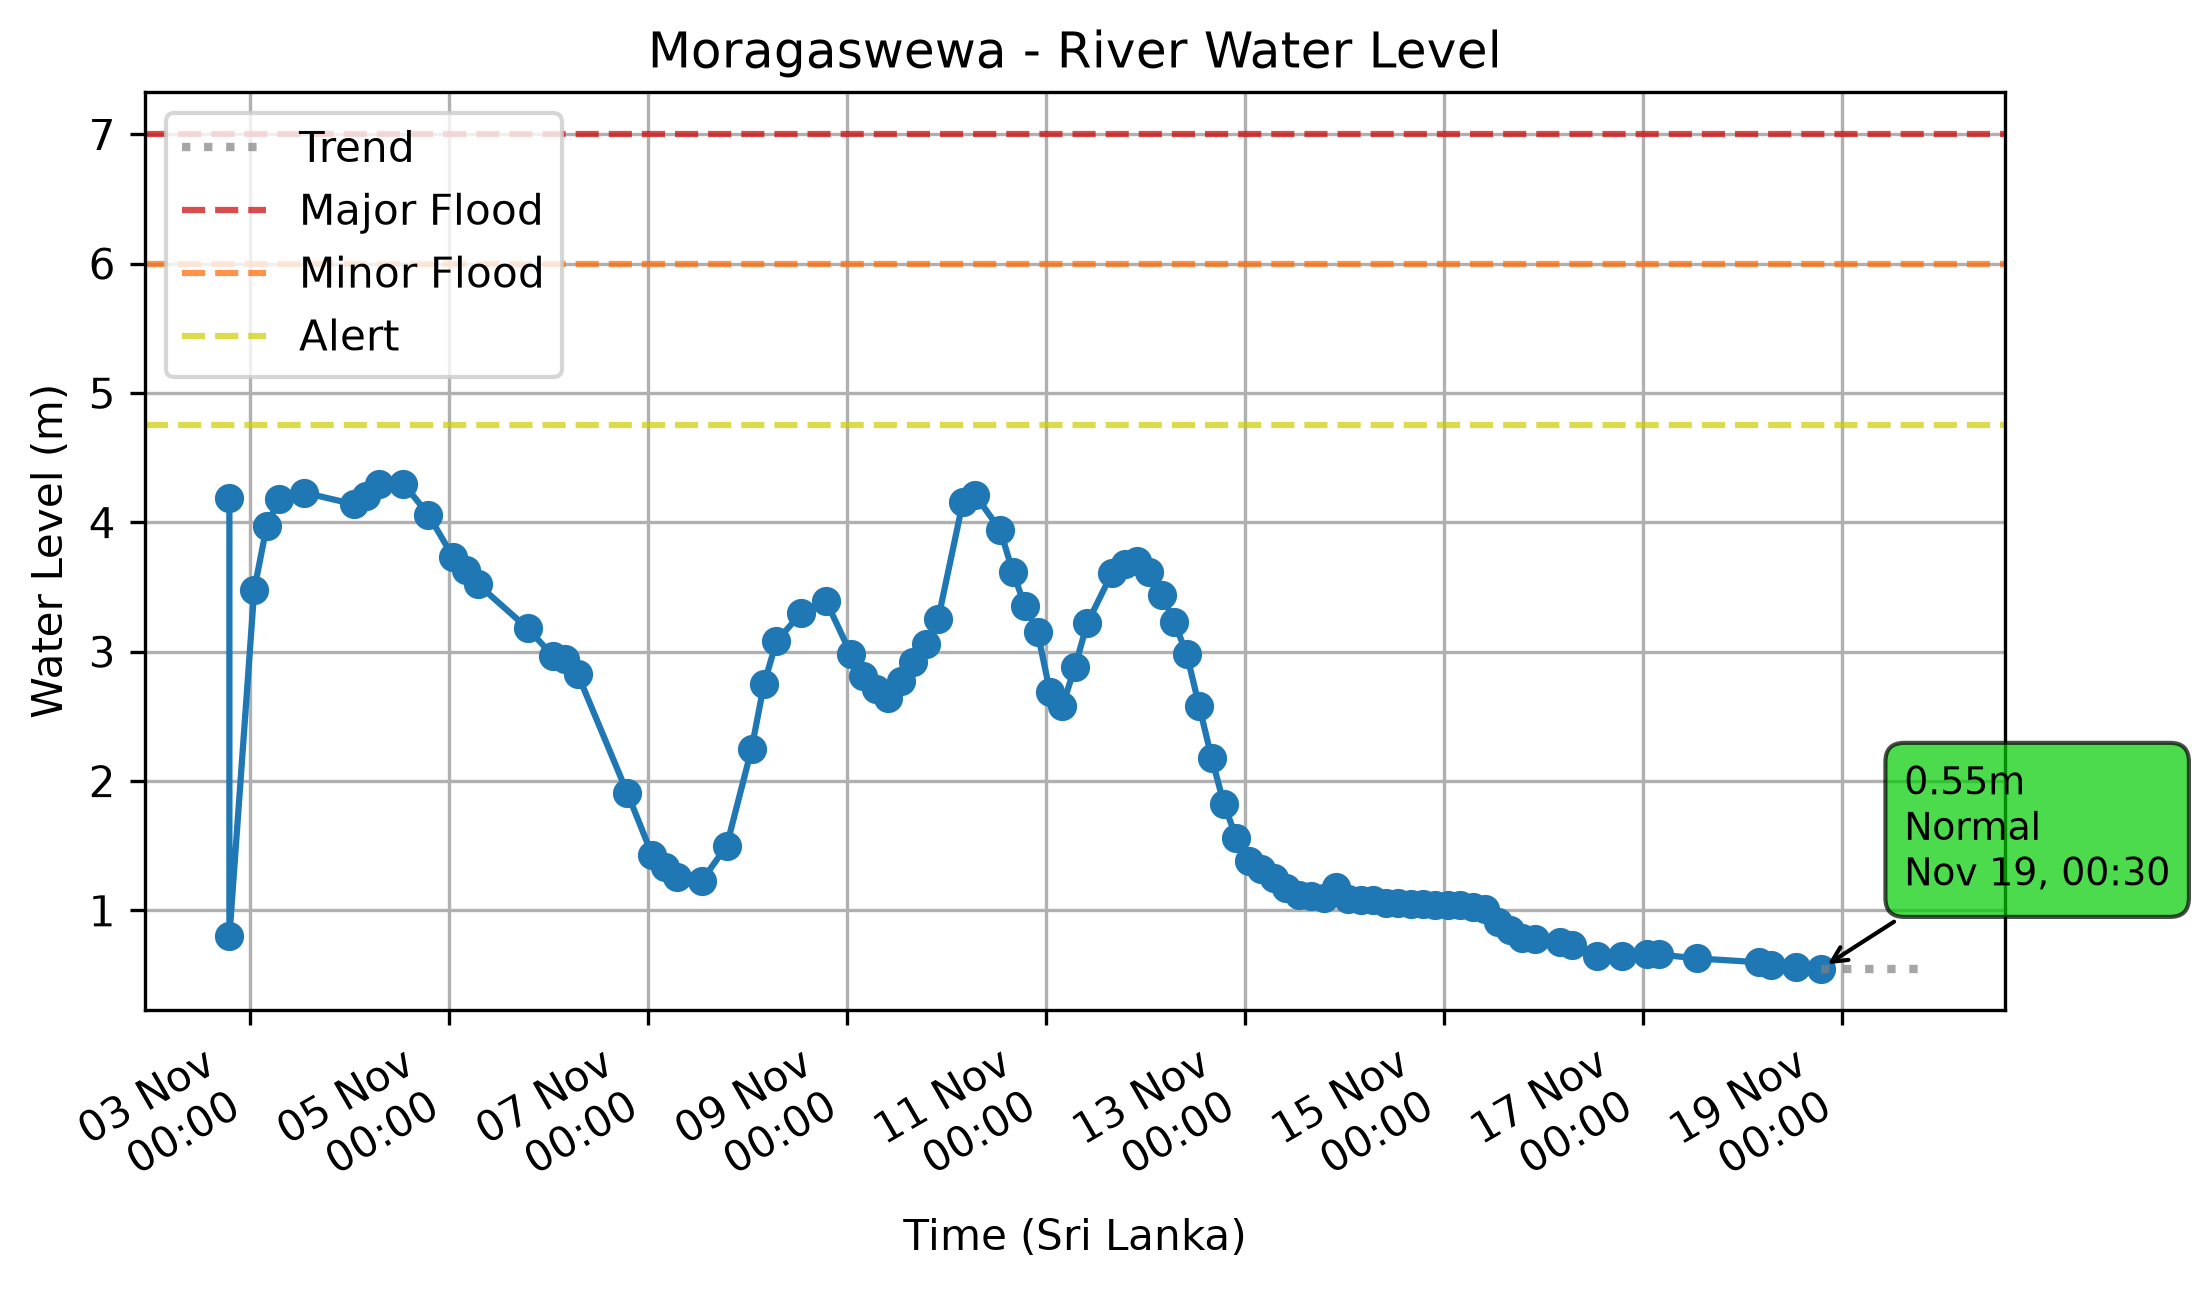 Moragaswewa - River Water Level
Trend
Major Flood
Minor Flood
Alert
7
6
5
4
3
2
1
Water Level (m)
0.55m
Normal
Nov 19, 00:30
03 Nov
00:00
05 Nov
00:00
07 Nov
00:00
09 Nov
00:00
11 Nov
00:00
13 Nov
00:00
15 Nov
00:00
17 Nov
00:00
19 Nov
00:00
Time (Sri Lanka)